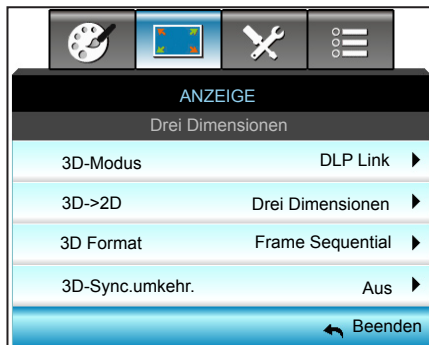 ANZEIGE
Drei Dimensionen
3D-Modus DLP Link
3D->2D Drei Dimensionen
3D Format Frame Sequential
3D-Sync.umkehr. Aus
Beenden